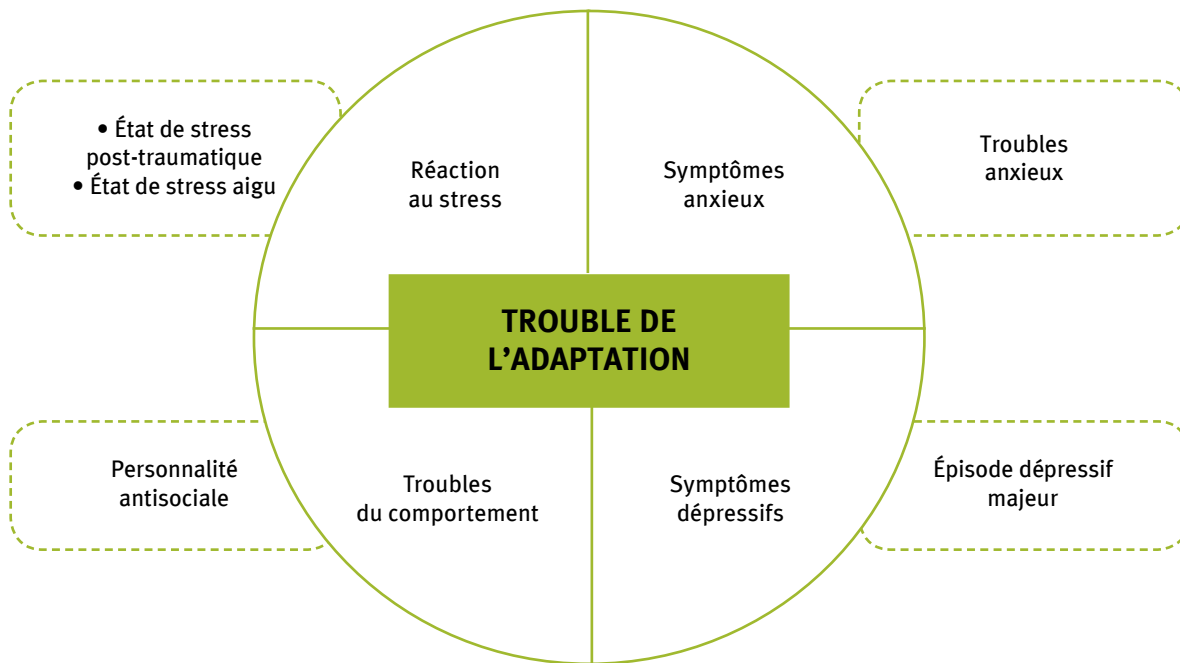 • État de stress
post-traumatique
• État de stress aigu
Réaction
au stress
Symptômes
anxieux
Troubles
anxieux
TROUBLE DE
L’ADAPTATION
Personnalité
antisociale
Troubles
du comportement
Symptômes
dépressifs
Épisode dépressif
majeur